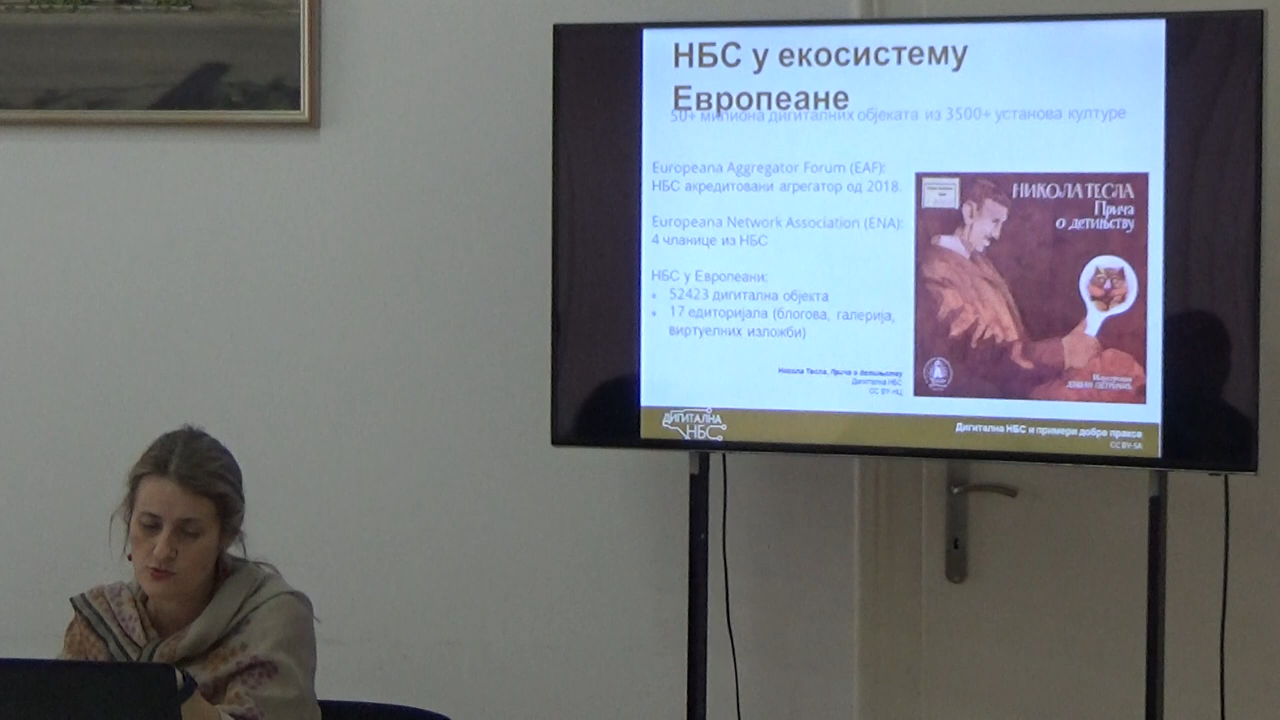 НБС у екосистему
Европеане
50+ милиона дигиталних објеката из 3500+ установа културе
Europeana Aggregator Forum (EAF):
НБС акредитовани агрегатор од 2018.
Europeana Network Association (ENA):
4 чланице из НБС
НБС у Европеани:
• 52423 дигитална објекта
• 17 едиторијала (блогова, галерија,
виртуелних изложби)
НИКОЛА ТЕСЛА
Прича
о детињству
Никола Тесла, Прича о детињству
Дигитална НБС
CC BY-НЦ
ДИГИТАЛНА
НБС
Дигитална НБС и примери добре праксе
CC BY-SA